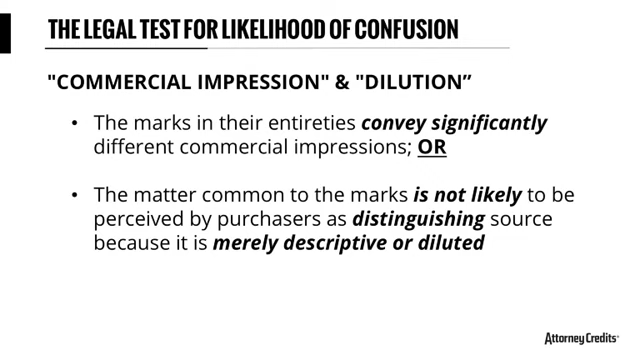 THE LEGAL TEST FOR LIKELIHOOD OF CONFUSION
"COMMERCIAL IMPRESSION" & "DILUTION”
• The marks in their entireties convey significantly
different commercial impressions; OR
• The matter common to the marks is not likely to be
perceived by purchasers as distinguishing source
because it is merely descriptive or diluted
AttorneyCredits